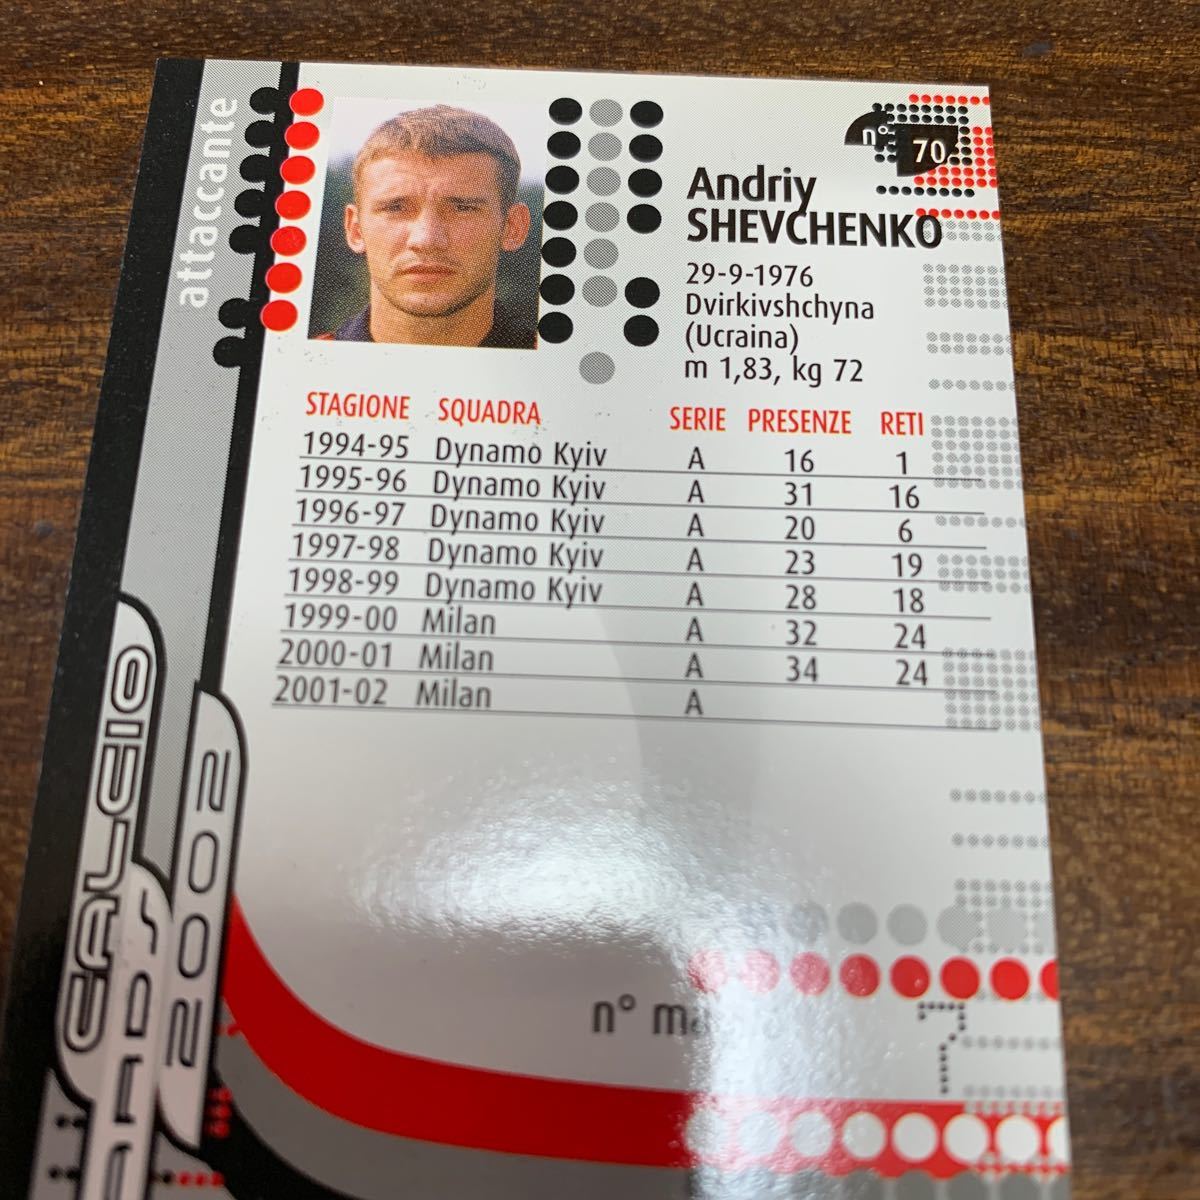 attaccante
n° 70
Andriy
SHEVCHENKO
29-9-1976
Dvirkivshchyna
(Ucraina)
m 1,83, kg 72
STAGIONE SQUADRA SERIE PRESENZE RETI
1994-95 Dynamo Kyiv A 16 1
1995-96 Dynamo Kyiv A 31 16
1996-97 Dynamo Kyiv A 20 6
1997-98 Dynamo Kyiv A 23 19
1998-99 Dynamo Kyiv A 28 18
1999-00 Milan A 32 24
2000-01 Milan A 34 24
2001-02 Milan A
CALCIO
2002
n°
7